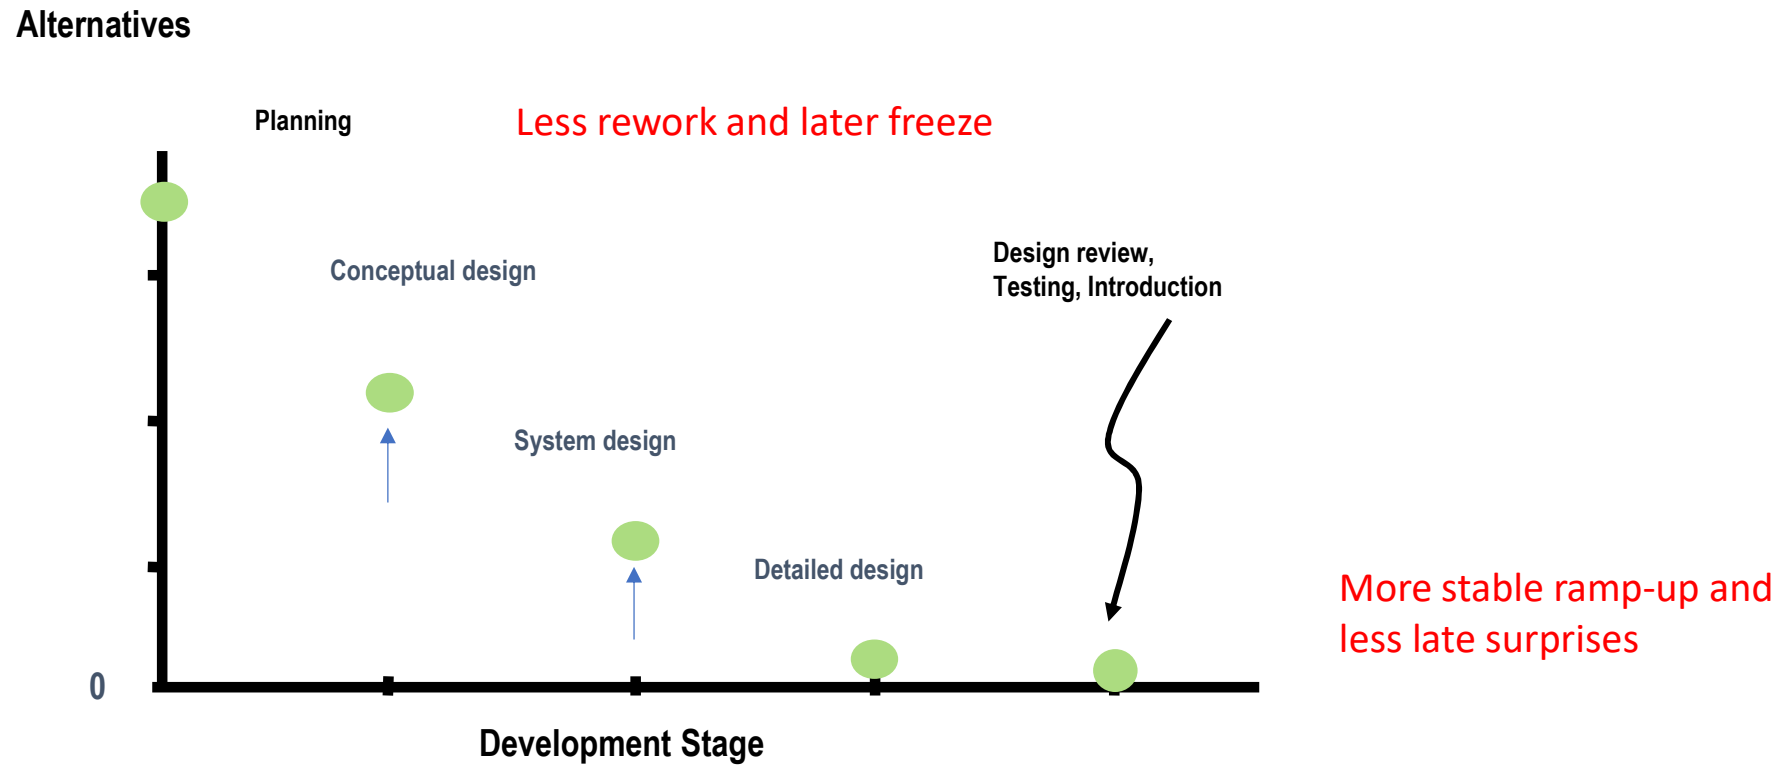 Alternatives
Planning
Less rework and later freeze
Conceptual design
Design review,
Testing, Introduction
System design
Detailed design
More stable ramp-up and
less late surprises
0
Development Stage